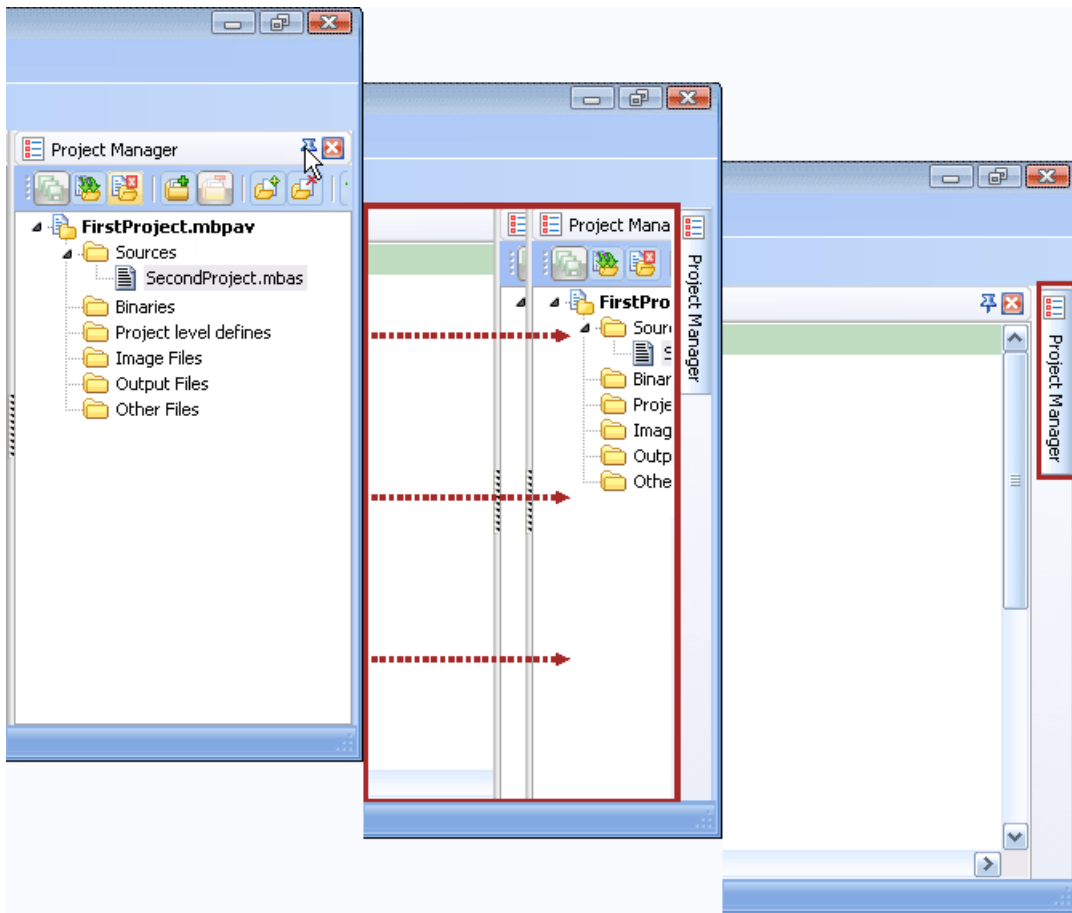 Project Manager
FirstProject.mbpav
Sources
SecondProject.mbas
Binaries
Project level defines
Image Files
Output Files
Other Files
Project Mana
FirstPro
Sour
S
Binar
Proje
Imag
Outp
Othe
Project Manager
Project Manager